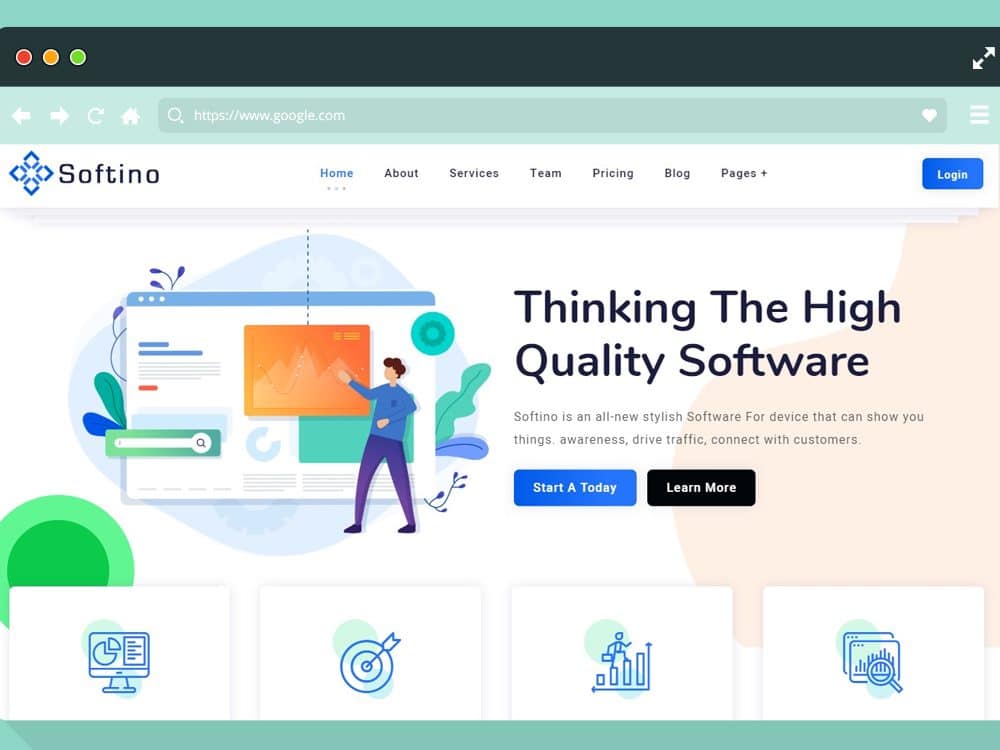 https://www.google.com
Softino
Home About Services Team Pricing Blog Pages +
Login
Thinking The High
Quality Software
Softino is an all-new stylish Software For device that can show you
things. awareness, drive traffic, connect with customers.
Start A Today Learn More